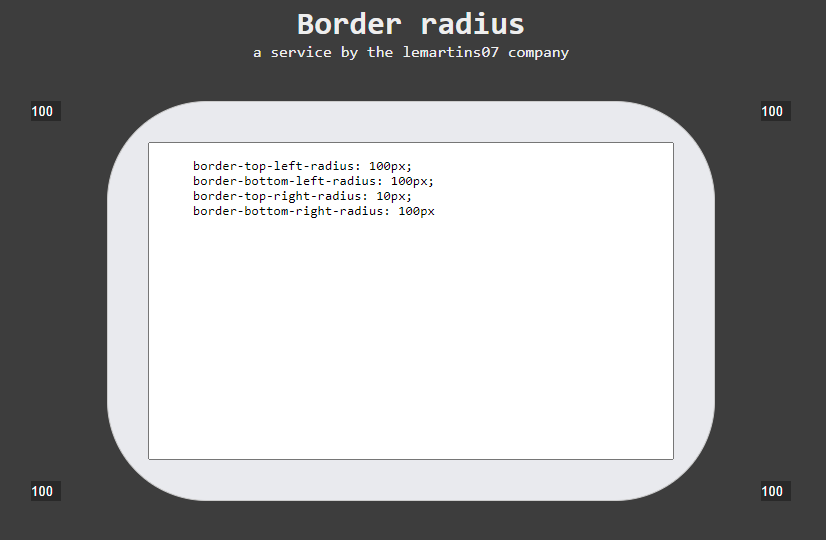 Border radius
a service by the lemartins07 company
100
100
border-top-left-radius: 100px;
border-bottom-left-radius: 100px;
border-top-right-radius: 10px;
border-bottom-right-radius: 100px
100
100